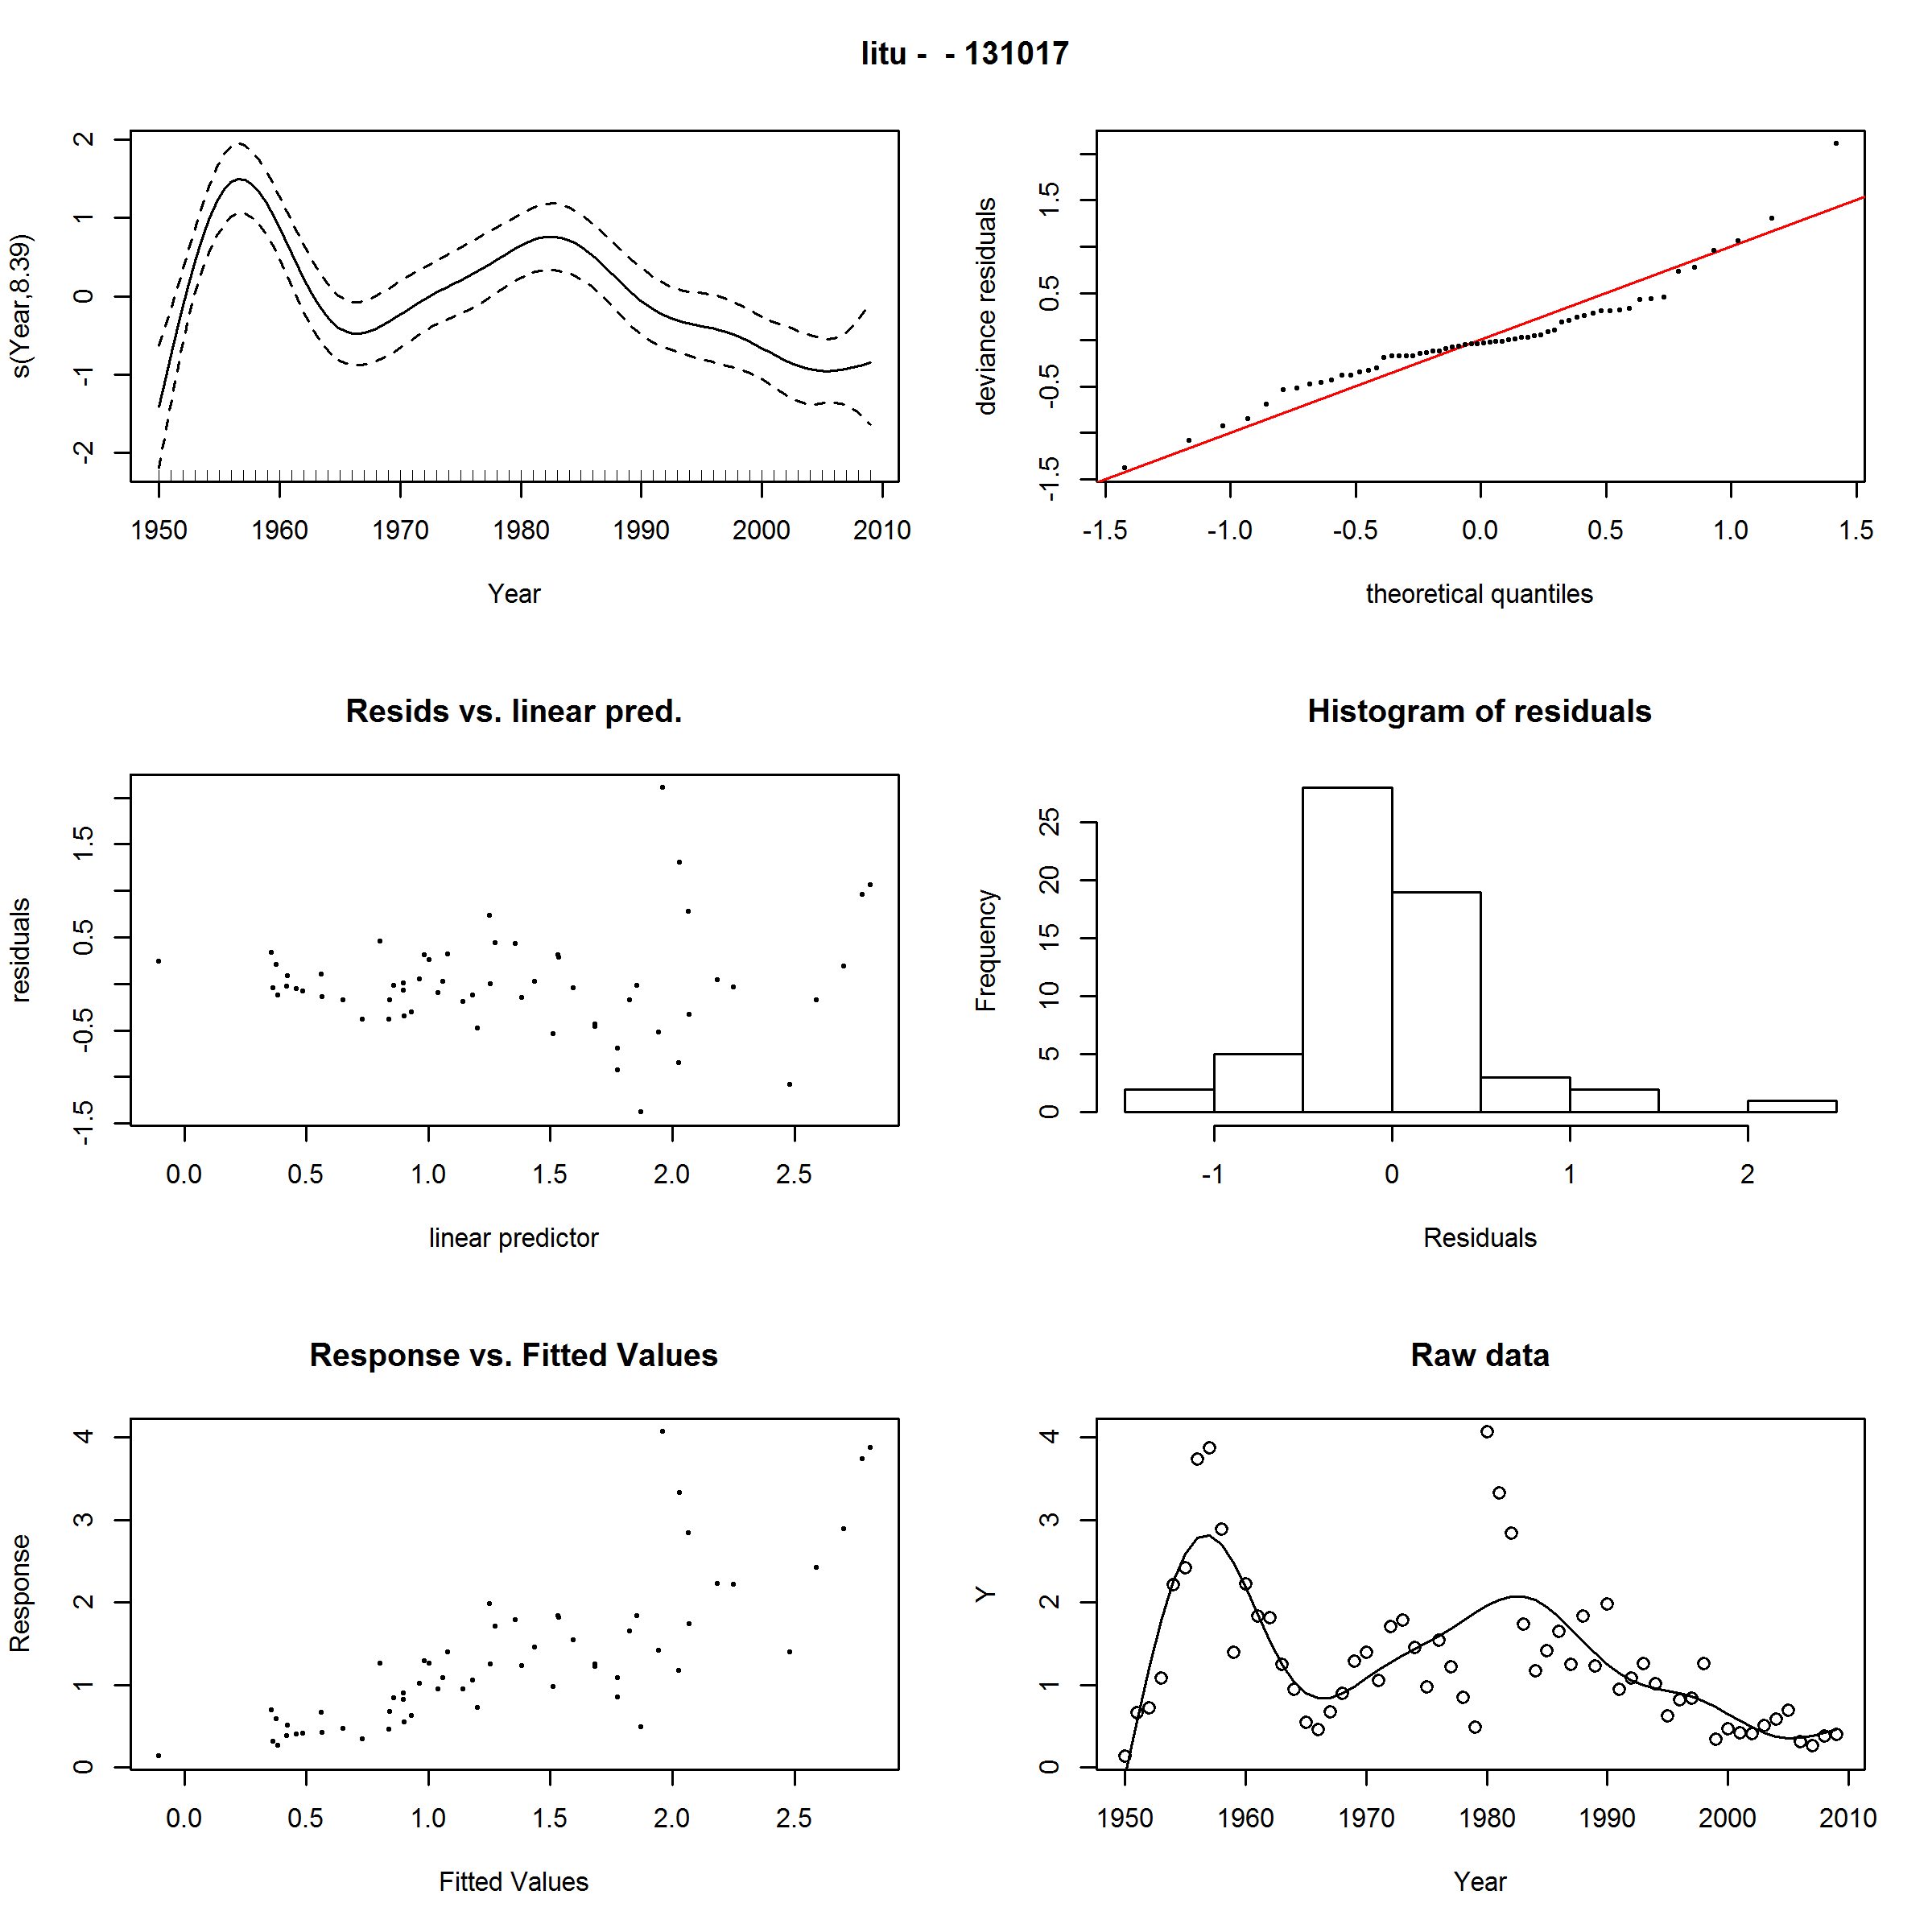 litu -  - 131017
s(Year,8.39)
2
1
0
-1
-2
1950 1960 1970 1980 1990 2000 2010
Year
deviance residuals
1.5
0.5
-0.5
-1.5
-1.5 -1.0 -0.5 0.0 0.5 1.0 1.5
theoretical quantiles
Resids vs. linear pred.
residuals
1.5
0.5
-0.5
-1.5
0.0 0.5 1.0 1.5 2.0 2.5
linear predictor
Histogram of residuals
Frequency
25
20
15
10
5
0
-1 0 1 2
Residuals
Response vs. Fitted Values
Response
4
3
2
1
0
0.0 0.5 1.0 1.5 2.0 2.5
Fitted Values
Raw data
Y
4
3
2
1
0
1950 1960 1970 1980 1990 2000 2010
Year